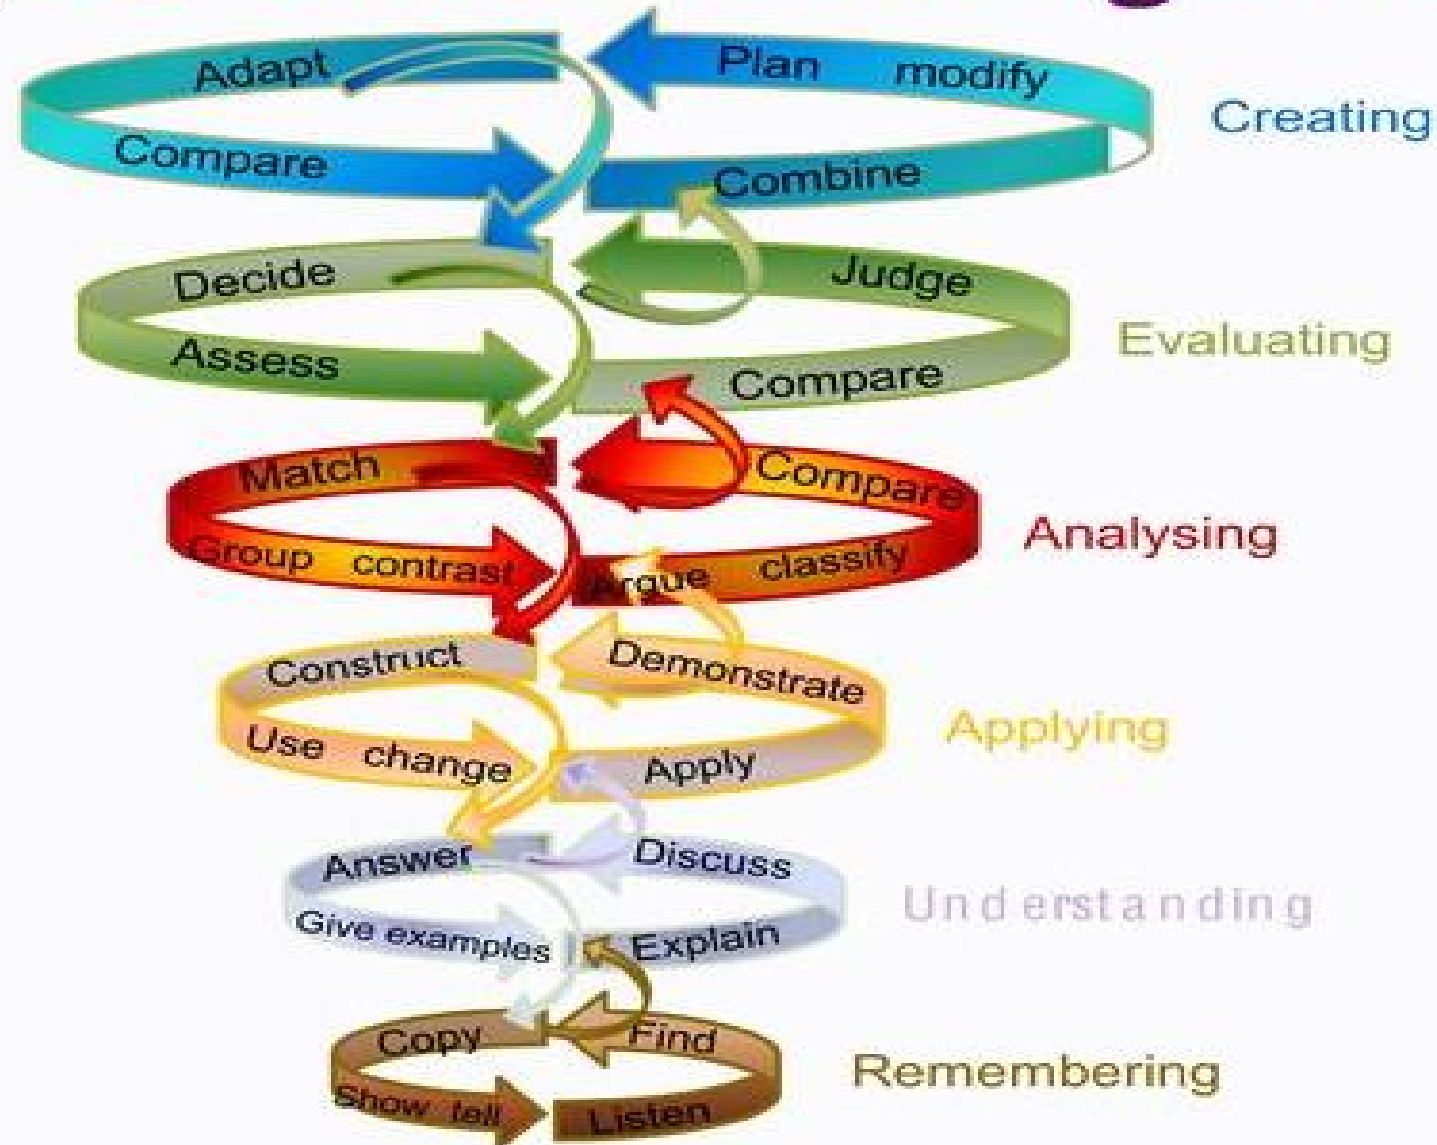 Adapt Plan modify
Creating
Compare Combine
Decide Judge
Evaluating
Assess Compare
Match Compare
Analysing
Group contrast Argue classify
Construct Demonstrate
Applying
Use change Apply
Answer Discuss
Understanding
Give examples Explain
Copy Find
Remembering
Show tell Listen